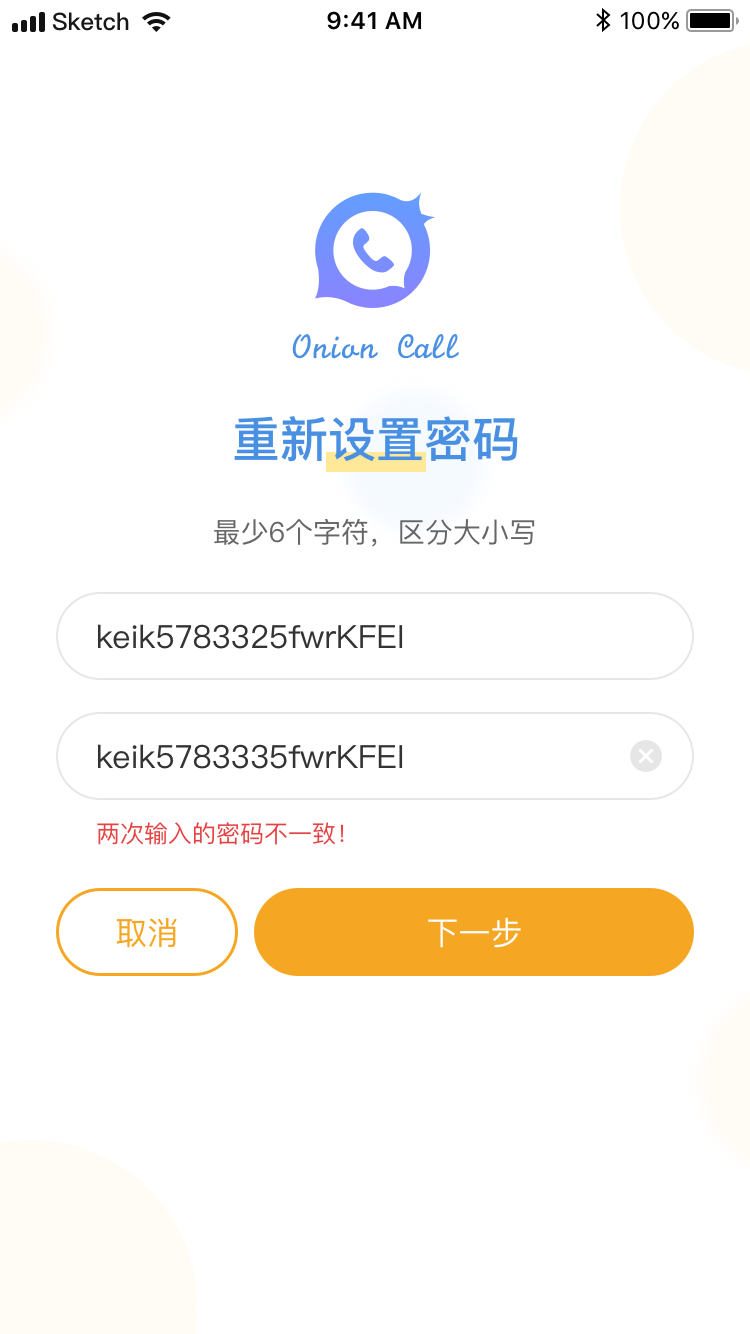 Sketch 9:41 AM 100%
Onion Call
重新设置密码
最少6个字符，区分大小写
keik5783325fwrKFEI
keik5783335fwrKFEI
两次输入的密码不一致！
取消 下一步